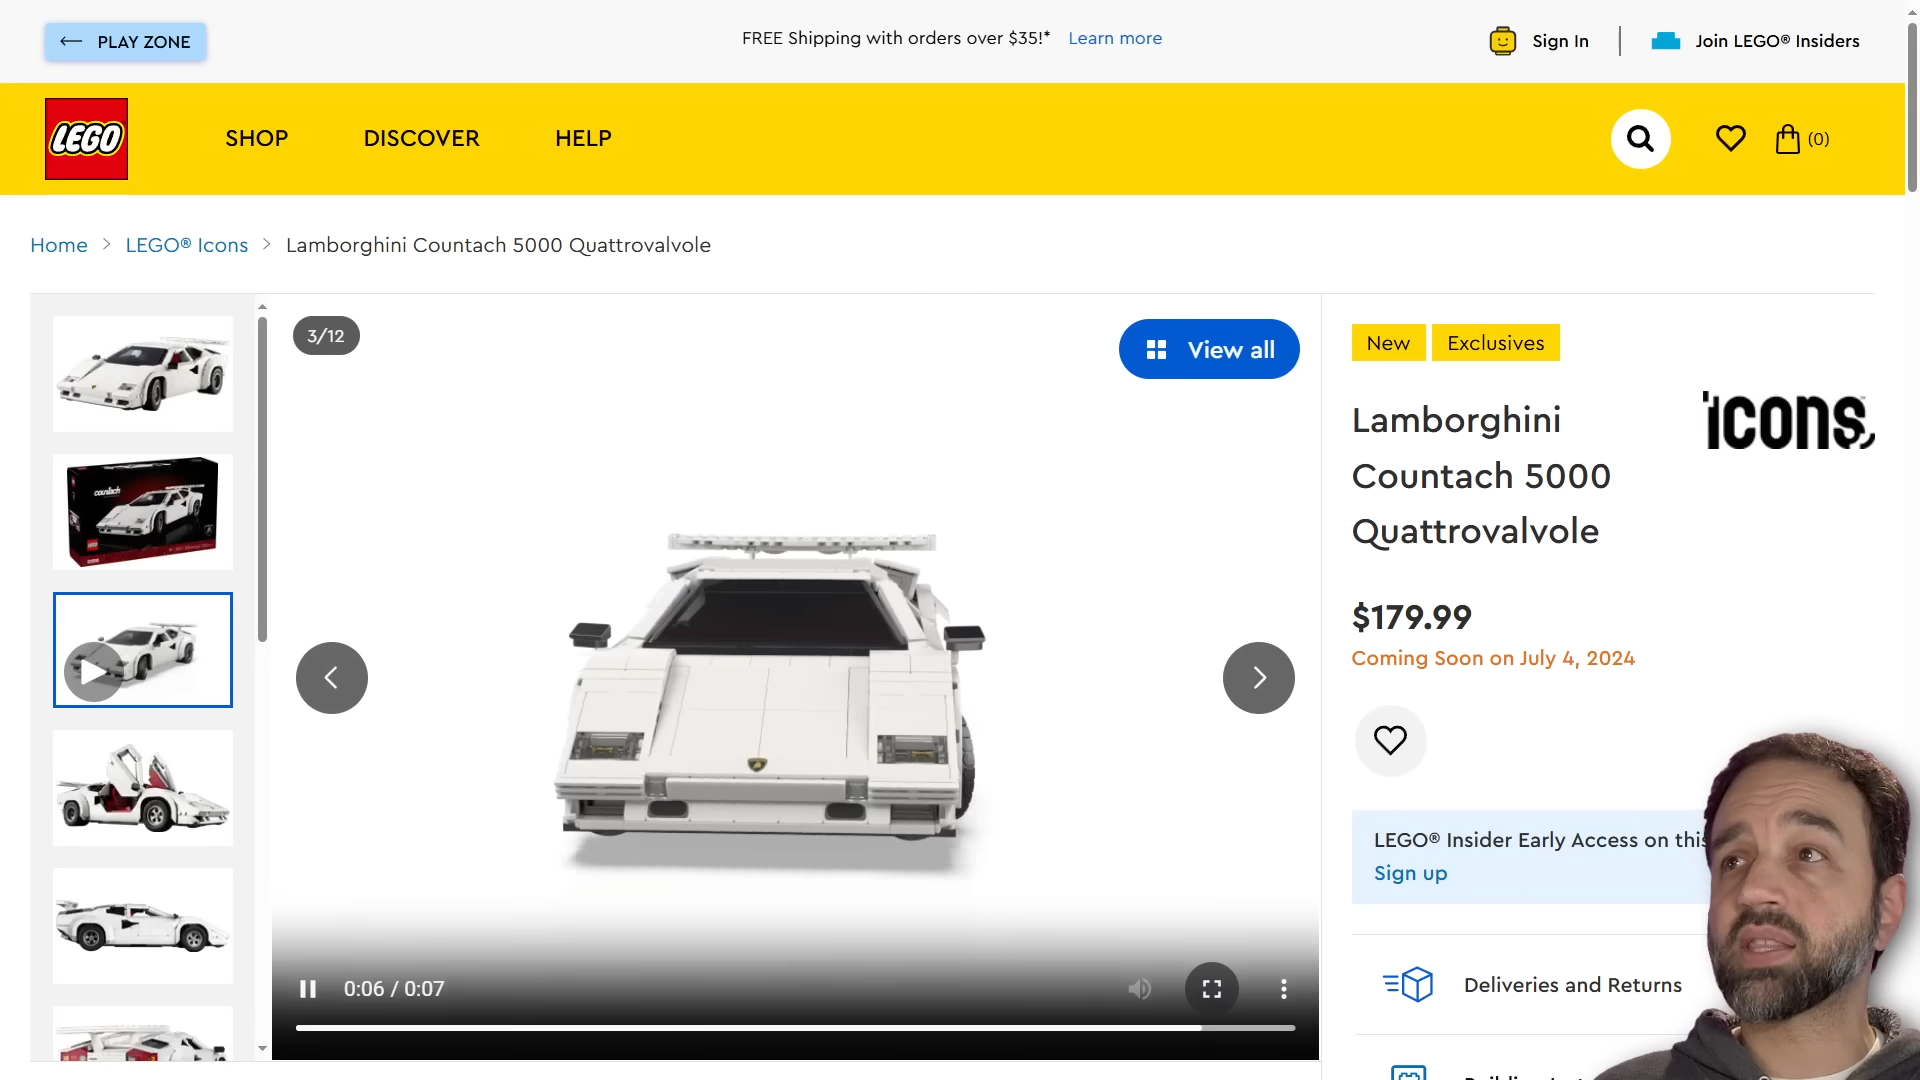 PLAY ZONE
FREE Shipping with orders over $35!* Learn more
Sign In
Join LEGO® Insiders
LEGO
SHOP
DISCOVER
HELP
(0)
Home > LEGO® Icons > Lamborghini Countach 5000 Quattrovalvole
3/12
View all
countach
New
Exclusives
Lamborghini
Countach 5000
Quattrovalvole
icons
$179.99
Coming Soon on July 4, 2024
LEGO® Insider Early Access on this
Sign up
Deliveries and Returns
0:06 / 0:07